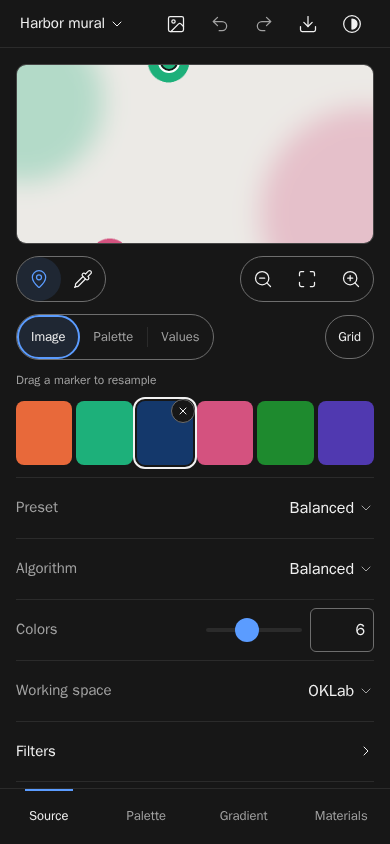 Harbor mural
Image
Palette
Values
Grid
Drag a marker to resample
Preset
Balanced
Algorithm
Balanced
Colors
6
Working space
OKLab
Filters
Source
Palette
Gradient
Materials